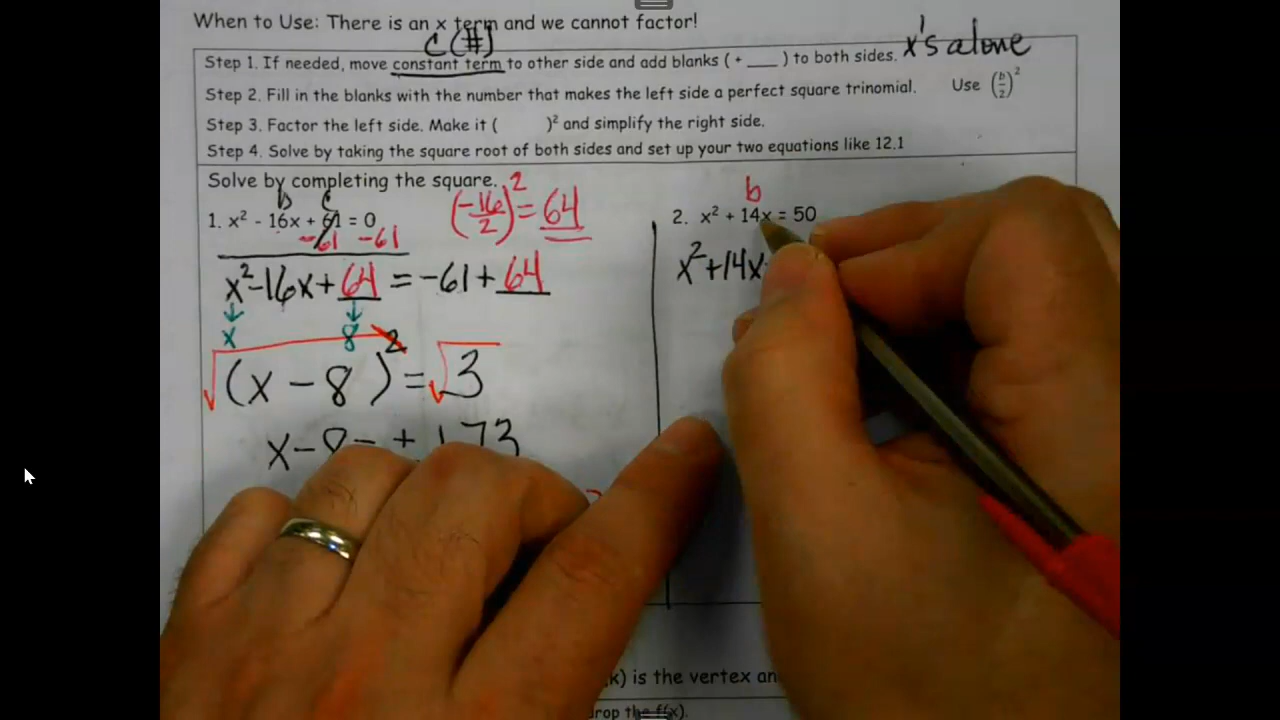 When to Use: There is an x term and we cannot factor!
C (#)
x's alone
Step 1. If needed, move constant term to other side and add blanks ( + ___ ) to both sides.
Step 2. Fill in the blanks with the number that makes the left side a perfect square trinomial. Use (b/2)²
Step 3. Factor the left side. Make it ( )² and simplify the right side.
Step 4. Solve by taking the square root of both sides and set up your two equations like 12.1
Solve by completing the square.
b c
(-16/2)² = 64
1. x² - 16x + 61 = 0
-61 -61
x²-16x+64 = -61+64
x 8
√(x - 8)² = √3
x-8= ± 1.73
b
2. x² + 14x = 50
x²+14x
k) is the vertex an
drop the f(x).